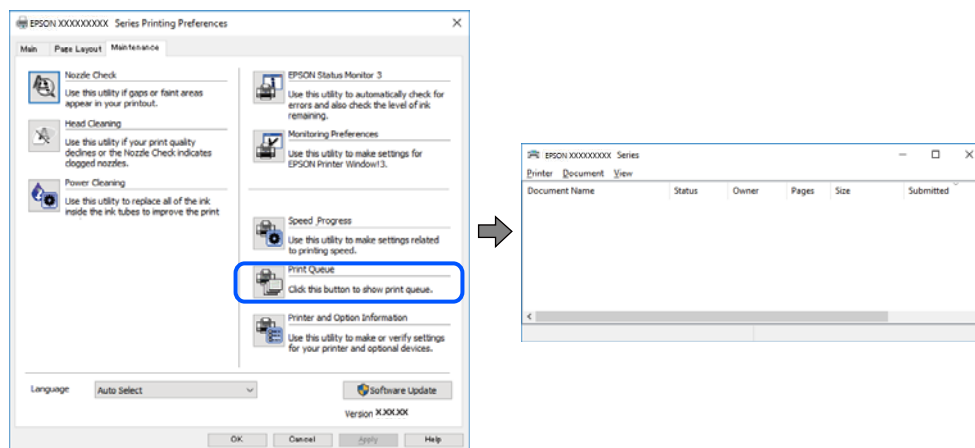 EPSON XXXXXXXXX Series Printing Preferences
Main Page Layout Maintenance
Nozzle Check
Use this utility if gaps or faint areas
appear in your printout.
Head Cleaning
Use this utility if your print quality
declines or the Nozzle Check indicates
clogged nozzles.
Power Cleaning
Use this utility to replace all of the ink
inside the ink tubes to improve the print
EPSON Status Monitor 3
Use this utility to automatically check for
errors and also check the level of ink
remaining.
Monitoring Preferences
Use this utility to make settings for
EPSON Printer Window!3.
Speed Progress
Use this utility to make settings related
to printing speed.
Print Queue
Click this button to show print queue.
Printer and Option Information
Use this utility to make or verify settings
for your printer and optional devices.
Language Auto Select
Software Update
Version X.XX.XX
OK Cancel Apply Help
EPSON XXXXXXXXX Series
Printer Document View
Document Name Status Owner Pages Size Submitted